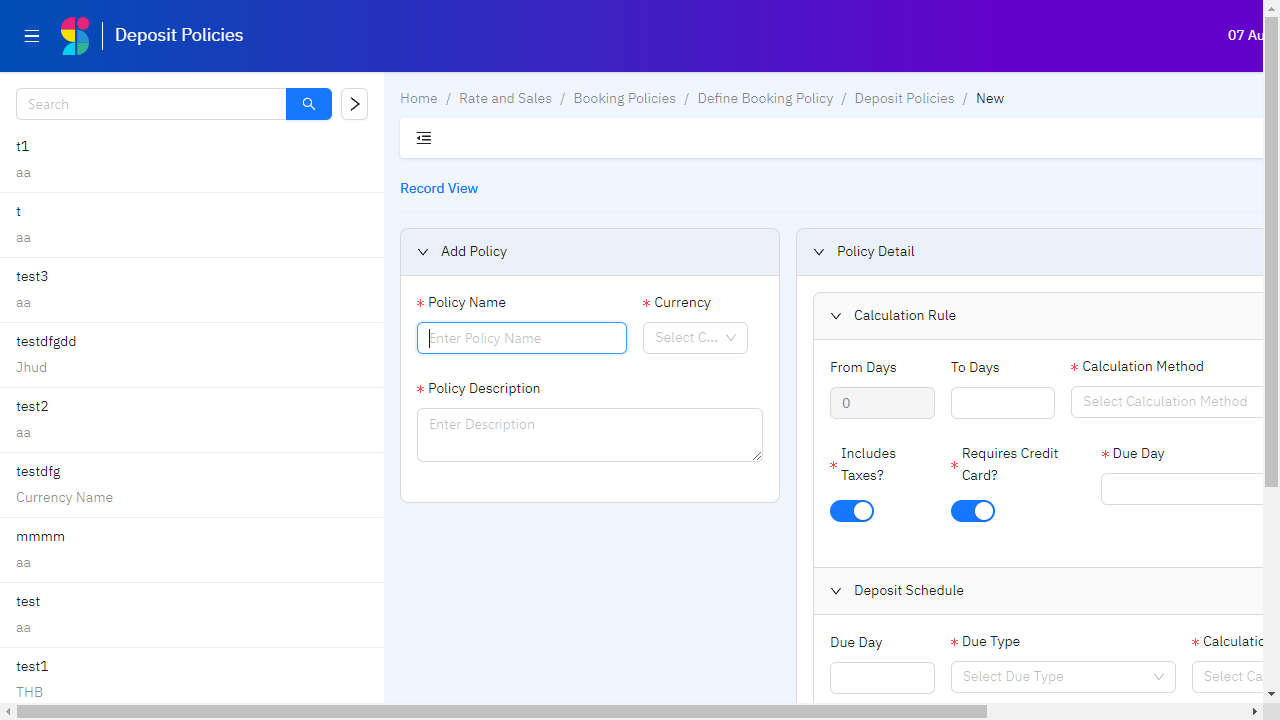 Deposit Policies
07 Au
Search
t1
aa
t
aa
test3
aa
testdfgdd
Jhud
test2
aa
testdfg
Currency Name
mmmm
aa
test
aa
test1
THB
Home / Rate and Sales / Booking Policies / Define Booking Policy / Deposit Policies / New
Record View
Add Policy
* Policy Name
Enter Policy Name
* Currency
Select C...
* Policy Description
Enter Description
Policy Detail
Calculation Rule
From Days
0
To Days
* Calculation Method
Select Calculation Method
* Includes
Taxes?
* Requires Credit
Card?
* Due Day
Deposit Schedule
Due Day
* Due Type
Select Due Type
* Calculatio
Select Ca